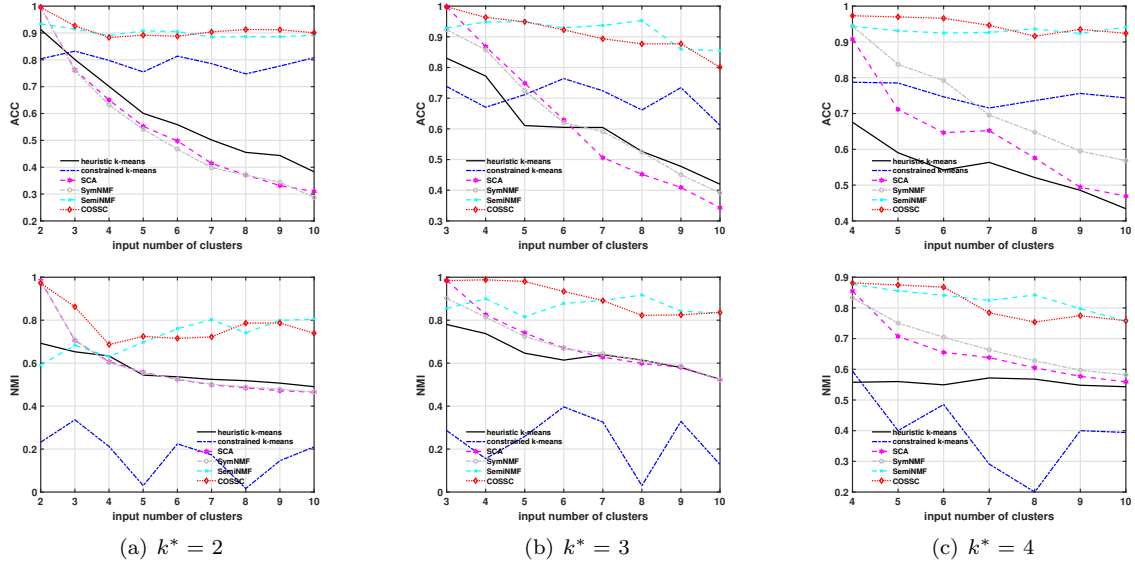 1
0.9
0.8
0.7
0.6
0.5
0.4
0.3
0.2
ACC
heuristic k-means
constrained k-means
SCA
SymNMF
SemiNMF
COSSC
2 3 4 5 6 7 8 9 10
input number of clusters
1
0.9
0.8
0.7
0.6
0.5
0.4
0.3
ACC
heuristic k-means
constrained k-means
SCA
SymNMF
SemiNMF
COSSC
3 4 5 6 7 8 9 10
input number of clusters
1
0.9
0.8
0.7
0.6
0.5
0.4
ACC
heuristic k-means
constrained k-means
SCA
SymNMF
SemiNMF
COSSC
4 5 6 7 8 9 10
input number of clusters
1
0.8
0.6
0.4
0.2
0
NMI
heuristic k-means
constrained k-means
SCA
SymNMF
SemiNMF
COSSC
2 3 4 5 6 7 8 9 10
input number of clusters
1
0.8
0.6
0.4
0.2
0
NMI
heuristic k-means
constrained k-means
SCA
SymNMF
SemiNMF
COSSC
3 4 5 6 7 8 9 10
input number of clusters
0.9
0.8
0.7
0.6
0.5
0.4
0.3
0.2
NMI
heuristic k-means
constrained k-means
SCA
SymNMF
SemiNMF
COSSC
4 5 6 7 8 9 10
input number of clusters
(a) k* = 2
(b) k* = 3
(c) k* = 4